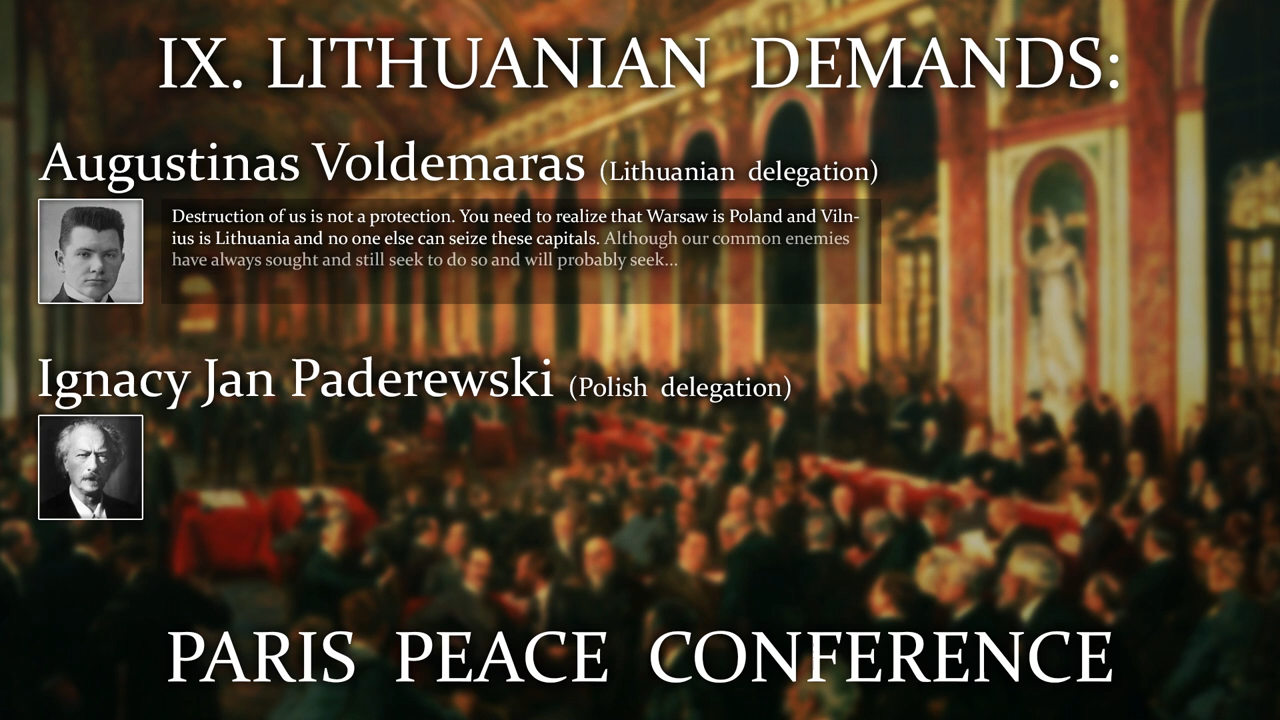 IX. LITHUANIAN DEMANDS:
Augustinas Voldemaras (Lithuanian delegation)
Destruction of us is not a protection. You need to realize that Warsaw is Poland and Viln-
ius is Lithuania and no one else can seize these capitals. Although our common enemies
have always sought and still seek to do so and will probably seek...
Ignacy Jan Paderewski (Polish delegation)
PARIS PEACE CONFERENCE